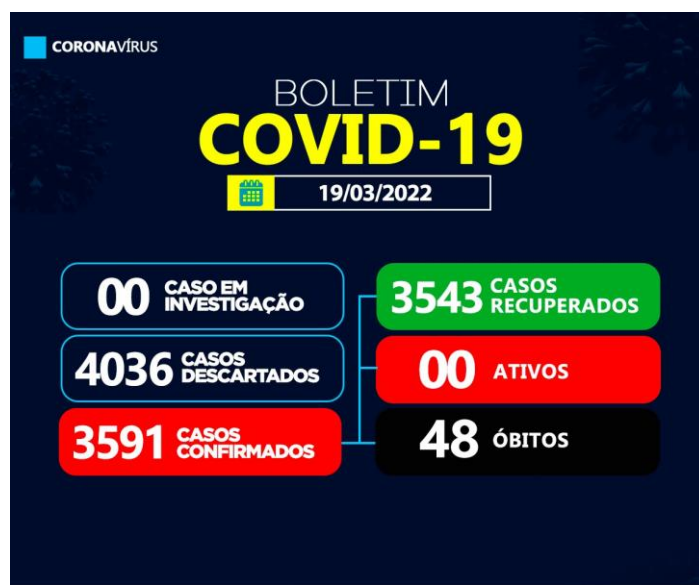 CORONAVÍRUS
BOLETIM
COVID-19
19/03/2022
00 CASO EM
INVESTIGAÇÃO
4036 CASOS
DESCARTADOS
3591 CASOS
CONFIRMADOS
3543 CASOS
RECUPERADOS
00 ATIVOS
48 ÓBITOS